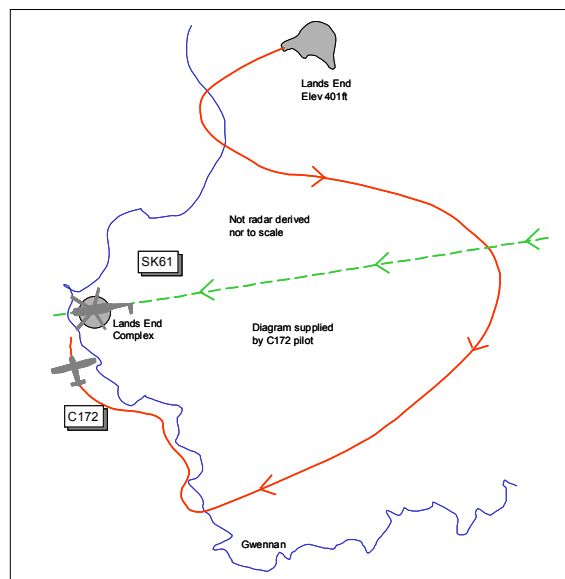 Lands End
Elev 401ft
Not radar derived
nor to scale
SK61
Lands End
Complex
Diagram supplied
by C172 pilot
C172
Gwennan